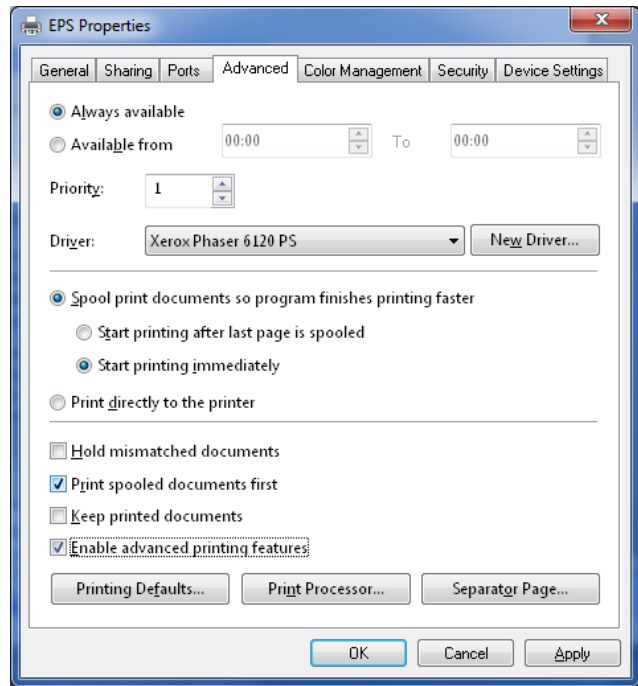 EPS Properties
General Sharing Ports Advanced Color Management Security Device Settings
Always available
Available from 00:00 To 00:00
Priority: 1
Driver: Xerox Phaser 6120 PS New Driver...
Spool print documents so program finishes printing faster
Start printing after last page is spooled
Start printing immediately
Print directly to the printer
Hold mismatched documents
Print spooled documents first
Keep printed documents
Enable advanced printing features
Printing Defaults... Print Processor... Separator Page...
OK Cancel Apply